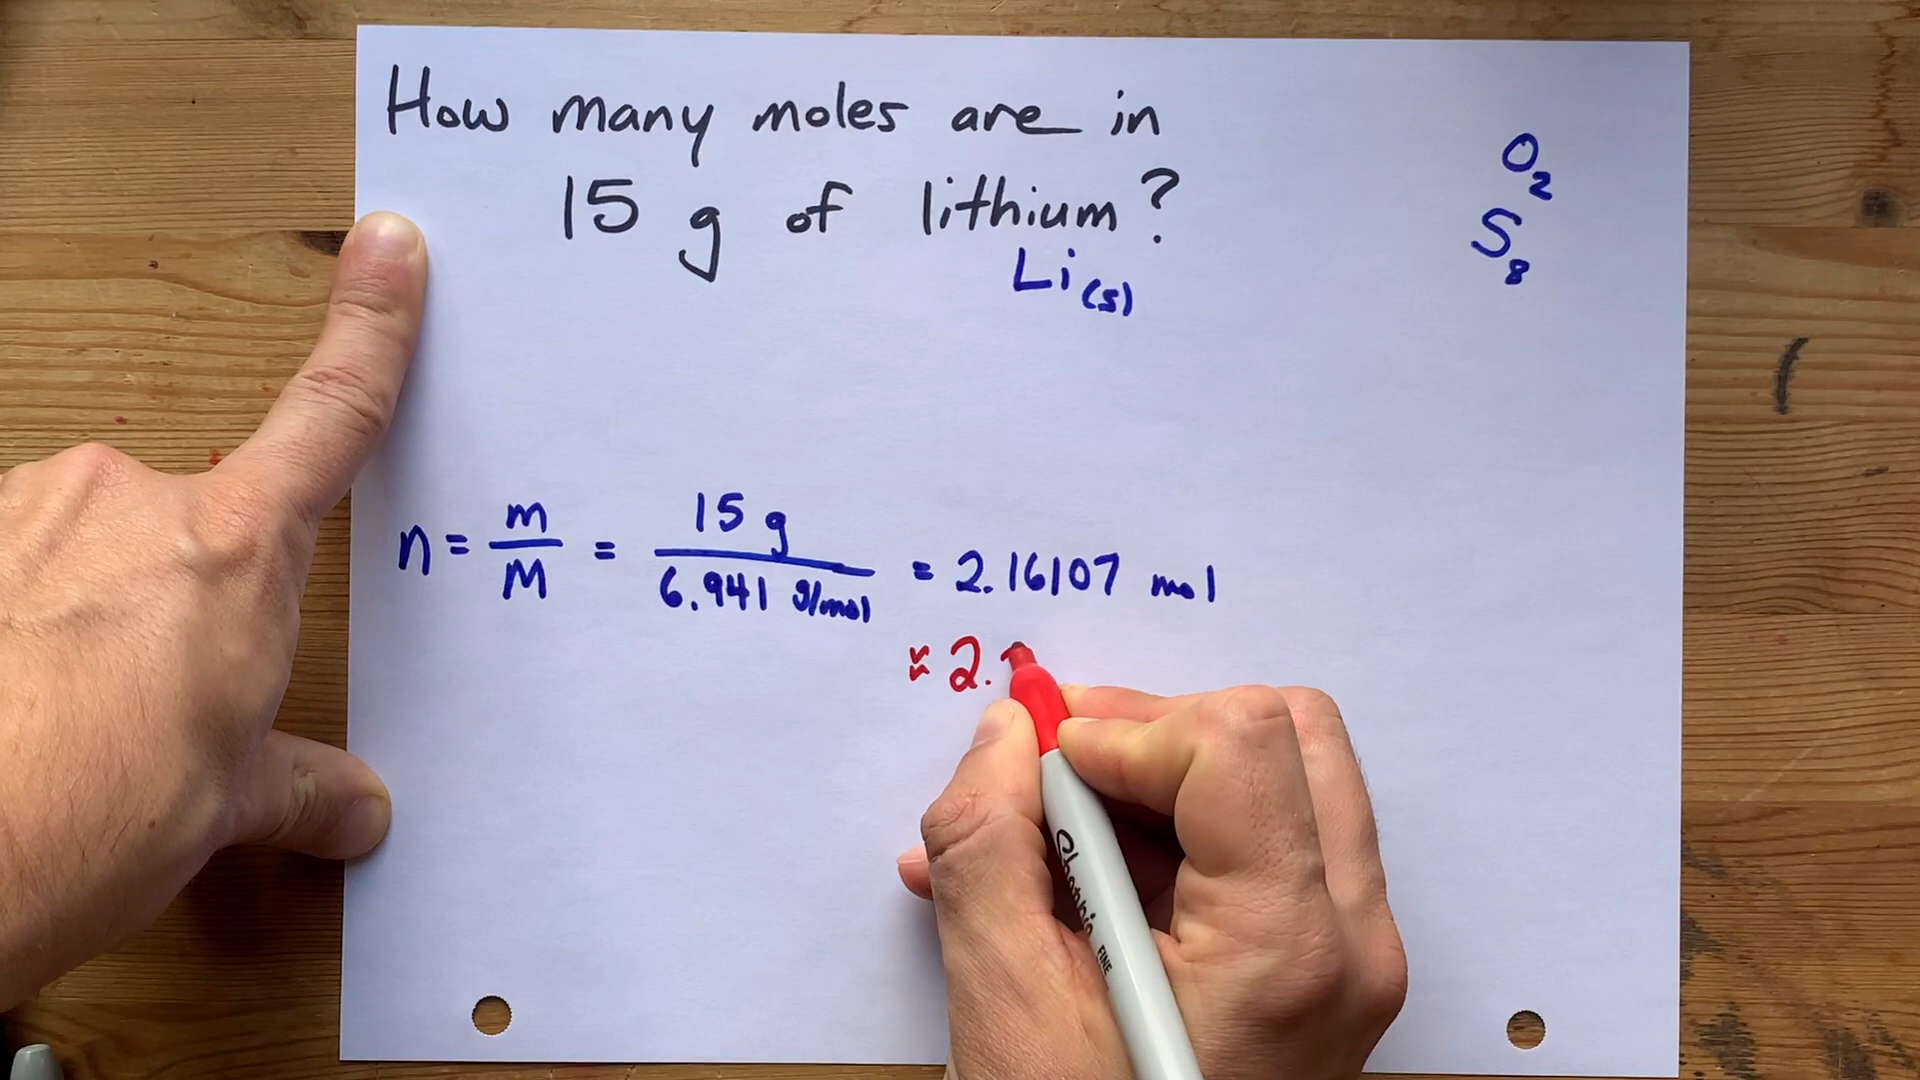 How many moles are in
15 g of lithium?
Li(s)
O2
S8
n = m/M = 15 g / 6.941 g/mol = 2.16107 mol
≈ 2.
Sharpie FINE